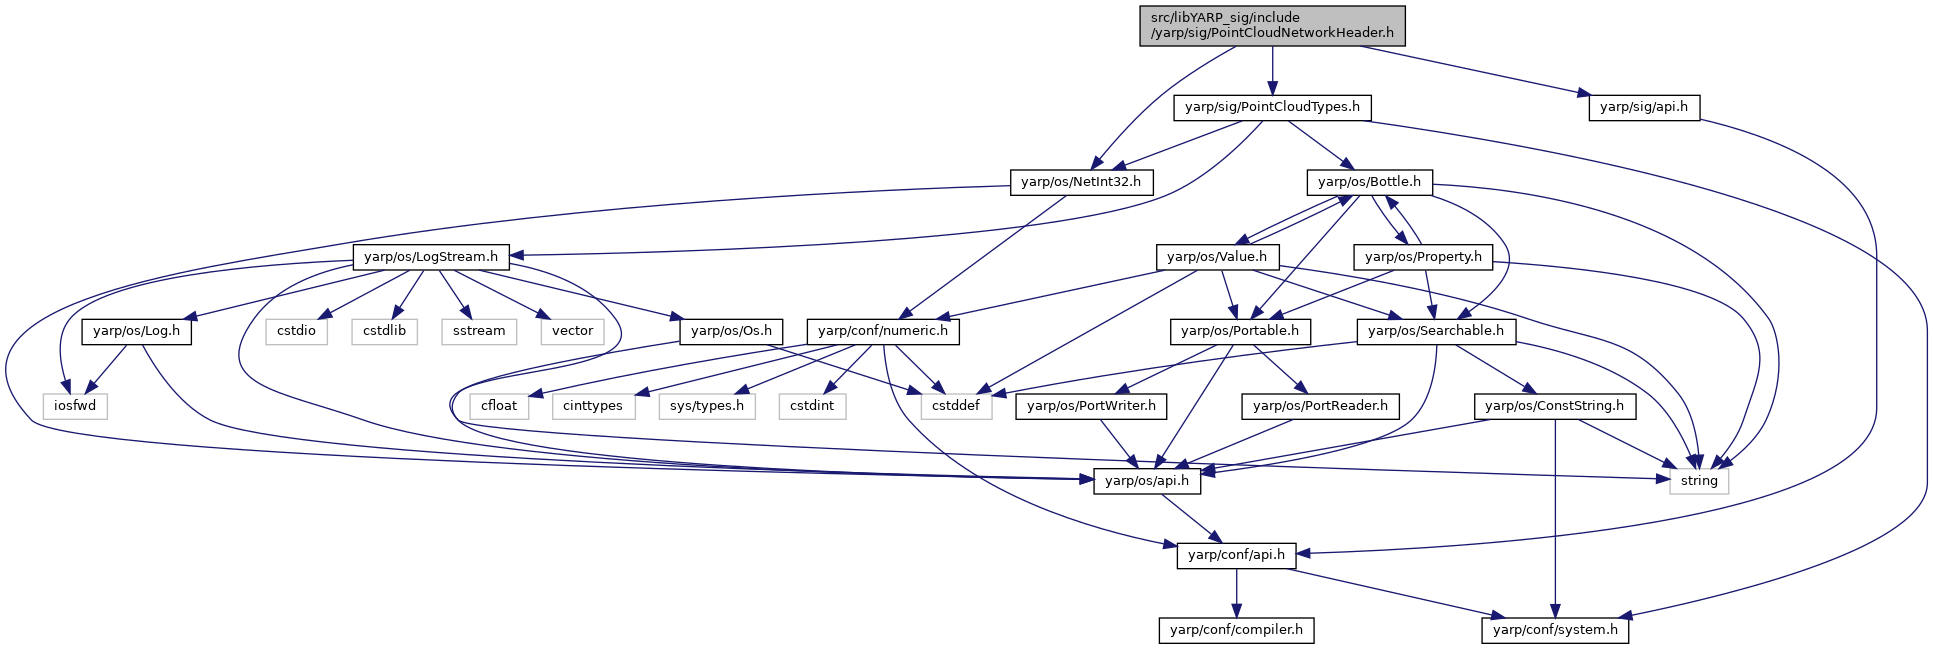 src/libYARP_sig/include
/yarp/sig/PointCloudNetworkHeader.h
yarp/sig/PointCloudTypes.h
yarp/sig/api.h
yarp/os/NetInt32.h
yarp/os/Bottle.h
yarp/os/LogStream.h
yarp/os/Value.h
yarp/os/Property.h
yarp/os/Log.h
cstdio
cstdlib
sstream
vector
yarp/os/Os.h
yarp/conf/numeric.h
yarp/os/Portable.h
yarp/os/Searchable.h
iosfwd
cfloat
cinttypes
sys/types.h
cstdint
cstddef
yarp/os/PortWriter.h
yarp/os/PortReader.h
yarp/os/ConstString.h
yarp/os/api.h
string
yarp/conf/api.h
yarp/conf/compiler.h
yarp/conf/system.h